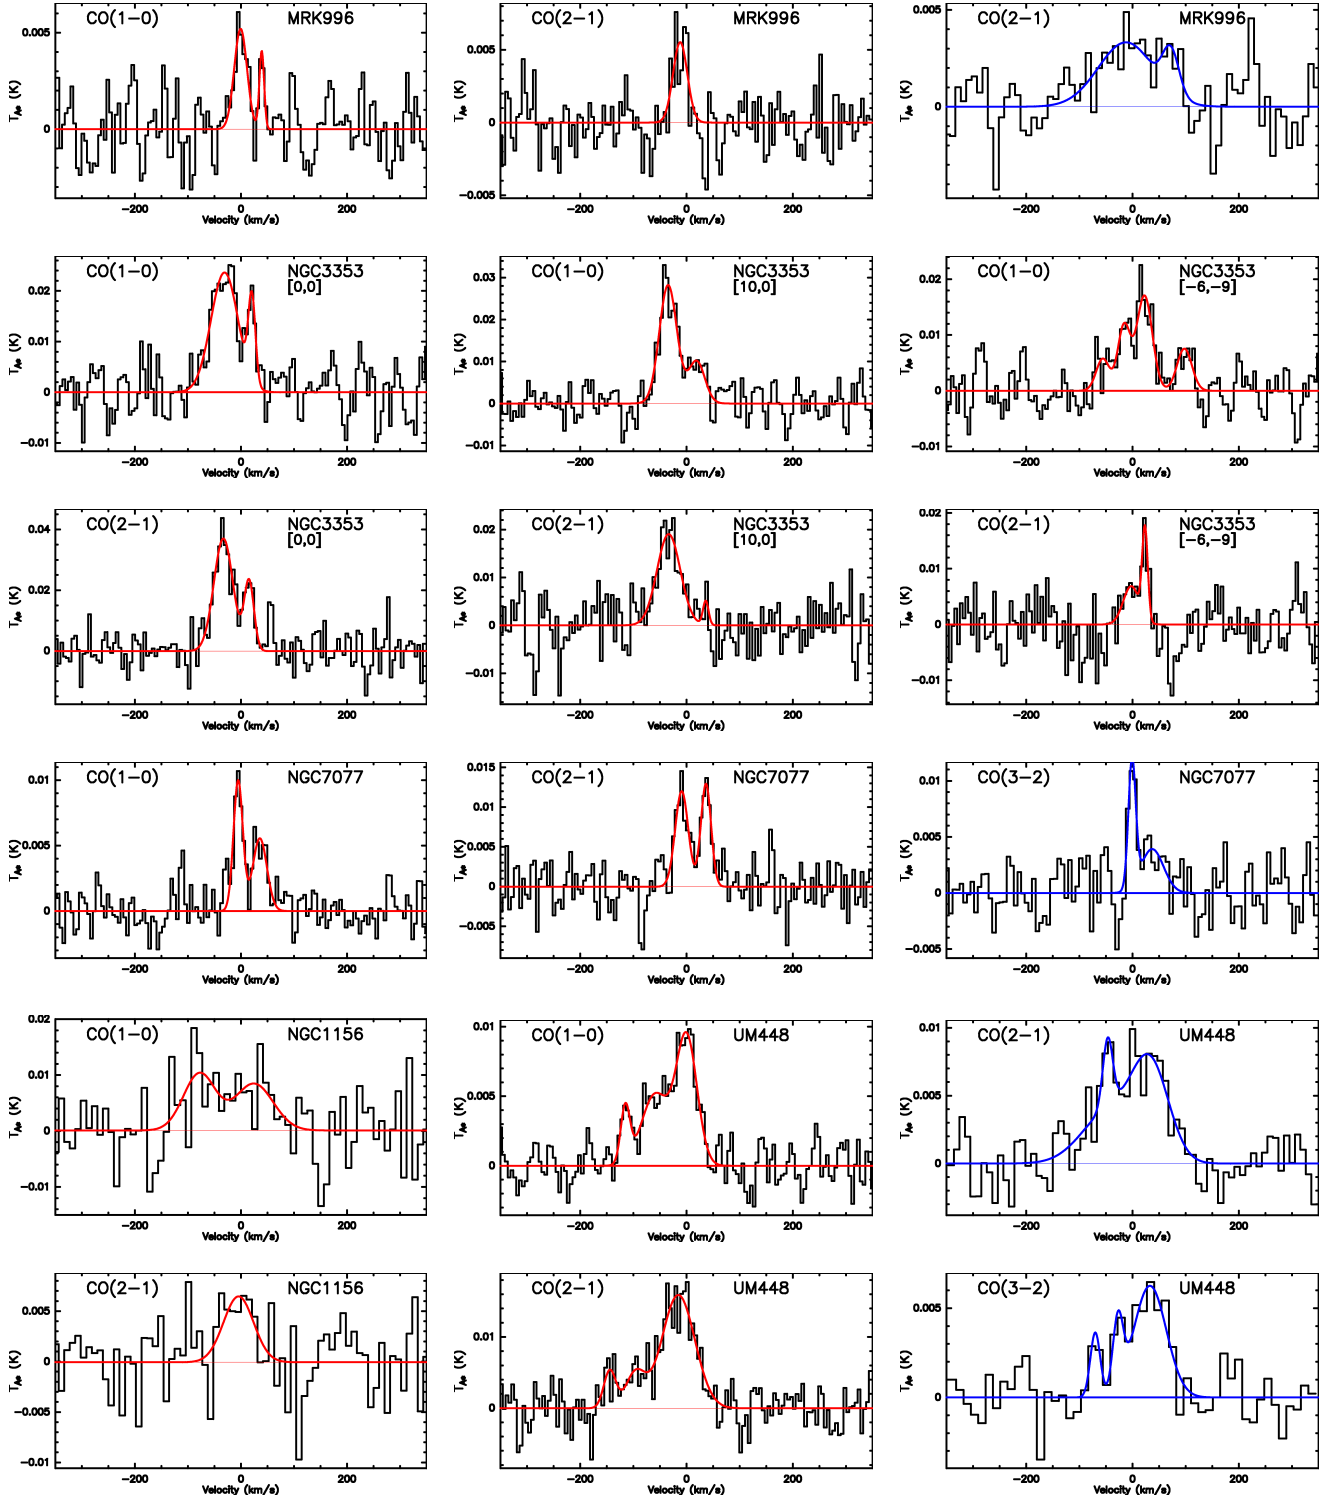 CO(1−0) MRK996
0.005
0
T_A* (K)
−200 0 200
Velocity (km/s)
CO(2−1) MRK996
0.005
0
−0.005
−200 0 200
Velocity (km/s)
CO(2−1) MRK996
0.005
0
T_A* (K)
−200 0 200
Velocity (km/s)
CO(1−0) NGC3353
[0,0]
0.02
0.01
0
−0.01
T_A* (K)
−200 0 200
Velocity (km/s)
CO(1−0) NGC3353
[10,0]
0.03
0.02
0.01
0
−0.01
−200 0 200
Velocity (km/s)
CO(1−0) NGC3353
[−6,−9]
0.02
0.01
0
−0.01
T_A* (K)
−200 0 200
Velocity (km/s)
CO(2−1) NGC3353
[0,0]
0.04
0.02
0
T_A* (K)
−200 0 200
Velocity (km/s)
CO(2−1) NGC3353
[10,0]
0.02
0.01
0
−0.01
−200 0 200
Velocity (km/s)
CO(2−1) NGC3353
[−6,−9]
0.02
0.01
0
−0.01
T_A* (K)
−200 0 200
Velocity (km/s)
CO(1−0) NGC7077
0.01
0.005
0
T_A* (K)
−200 0 200
Velocity (km/s)
CO(2−1) NGC7077
0.015
0.01
0.005
0
−0.005
−200 0 200
Velocity (km/s)
CO(3−2) NGC7077
0.01
0.005
0
−0.005
T_A* (K)
−200 0 200
Velocity (km/s)
CO(1−0) NGC1156
0.02
0.01
0
−0.01
T_A* (K)
−200 0 200
Velocity (km/s)
CO(1−0) UM448
0.01
0.005
0
−200 0 200
Velocity (km/s)
CO(2−1) UM448
0.01
0.005
0
T_A* (K)
−200 0 200
Velocity (km/s)
CO(2−1) NGC1156
0.005
0
−0.005
−0.01
T_A* (K)
−200 0 200
Velocity (km/s)
CO(2−1) UM448
0.01
0
−200 0 200
Velocity (km/s)
CO(3−2) UM448
0.005
0
T_A* (K)
−200 0 200
Velocity (km/s)